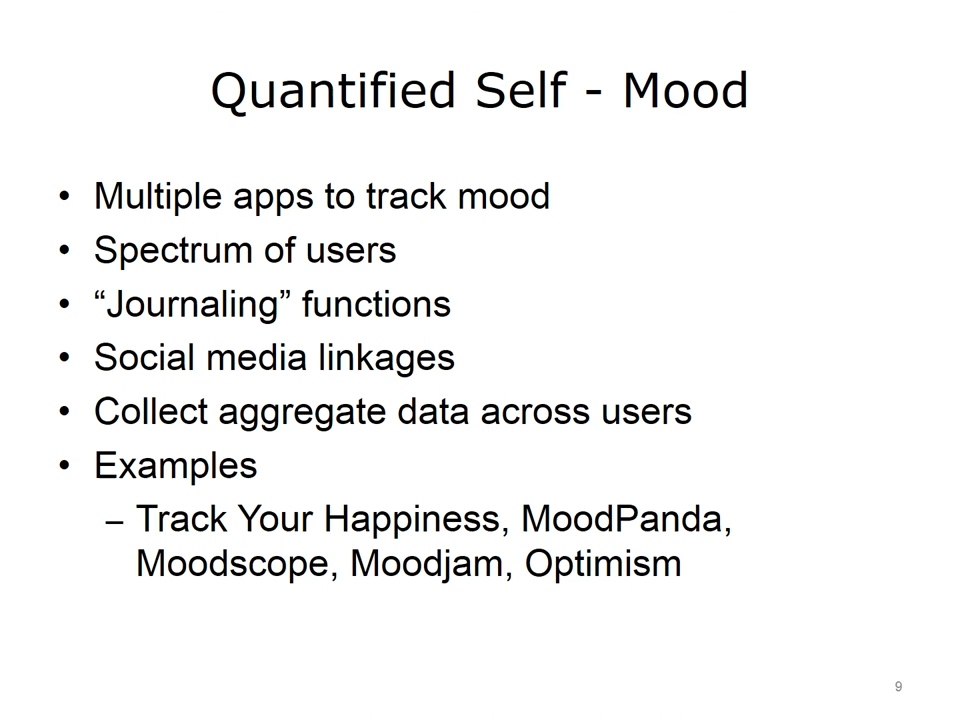 Quantified Self - Mood
• Multiple apps to track mood
• Spectrum of users
• “Journaling” functions
• Social media linkages
• Collect aggregate data across users
• Examples
– Track Your Happiness, MoodPanda,
Moodscope, Moodjam, Optimism
9